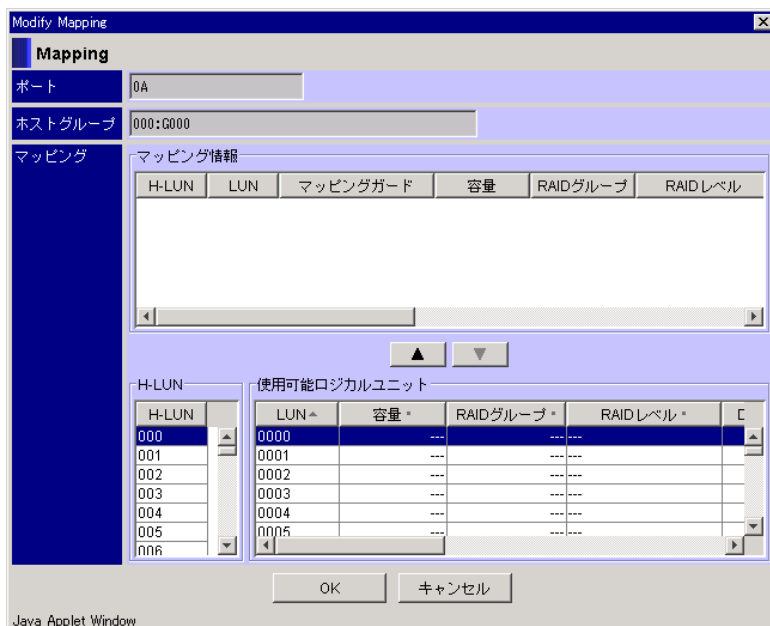 Modify Mapping
Mapping
ポート 0A
ホストグループ 000:G000
マッピング マッピング情報
H-LUN LUN マッピングガード 容量 RAIDグループ RAIDレベル
▲ ▼
H-LUN 使用可能ロジカルユニット
H-LUN LUN 容量 RAIDグループ RAIDレベル
000 0000 --- --- ---
001 0001 --- --- ---
002 0002 --- --- ---
003 0003 --- --- ---
004 0004 --- --- ---
005 0005 --- --- ---
006
OK キャンセル
Java Applet Window